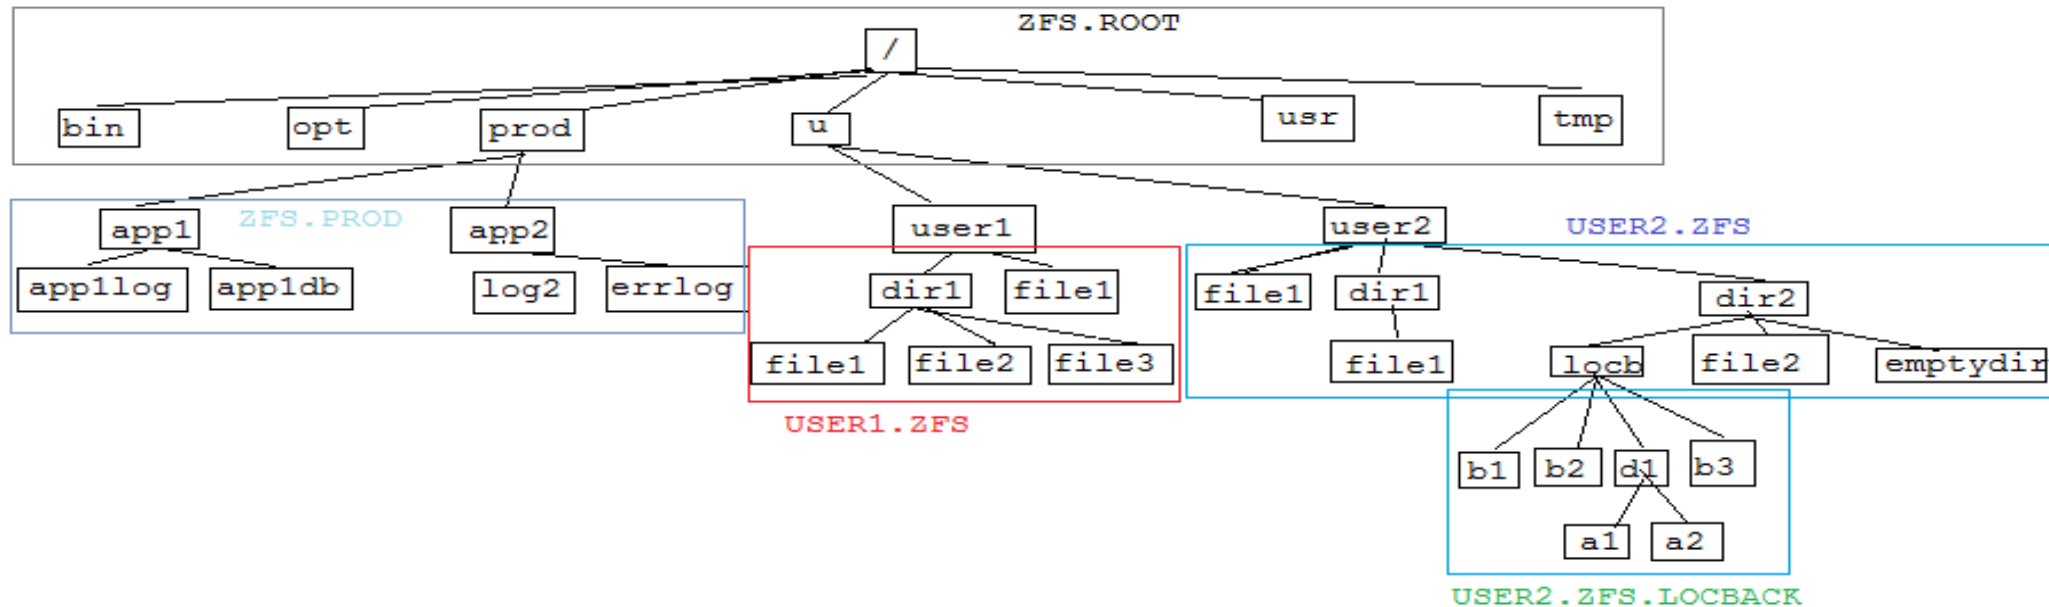 ZFS.ROOT
/
bin opt prod u usr tmp
app1 ZFS.PROD app2 user1 user2 USER2.ZFS
app1log app1db log2 errlog dir1 file1 file1 dir1 dir2
file1 file2 file3 file1 locb file2 emptydir
USER1.ZFS
b1 b2 d1 b3
a1 a2
USER2.ZFS.LOCBACK